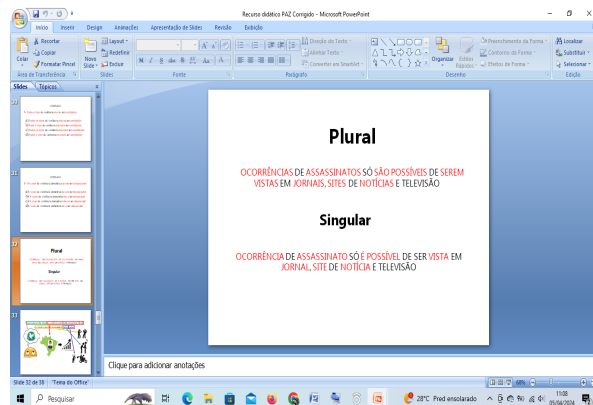 Recurso didático PAZ Corrigido - Microsoft PowerPoint
Início Inserir Design Animações Apresentação de Slides Revisão Exibição
Colar
Recortar
Copiar
Formatar Pincel
Área de Transferência
Novo Slide
Layout
Redefinir
Excluir
Slides
Fonte
Direção do Texto
Alinhar Texto
Converter em SmartArt
Parágrafo
Organizar
Estilos Rápidos
Preenchimento da Forma
Contorno da Forma
Efeitos de Forma
Desenho
Localizar
Substituir
Selecionar
Edição
Slides Tópicos
32
Plural
Singular
33
Plural
OCORRÊNCIAS DE ASSASSINATOS SÓ SÃO POSSÍVEIS DE SEREM
VISTAS EM JORNAIS, SITES DE NOTÍCIAS E TELEVISÃO
Singular
OCORRÊNCIA DE ASSASSINATO SÓ É POSSÍVEL DE SER VISTA EM
JORNAL, SITE DE NOTÍCIA E TELEVISÃO
Clique para adicionar anotações
Slide 32 de 38 "Tema do Office" 68%
Pesquisar
28°C Pred ensolarado
11:08
05/04/2024